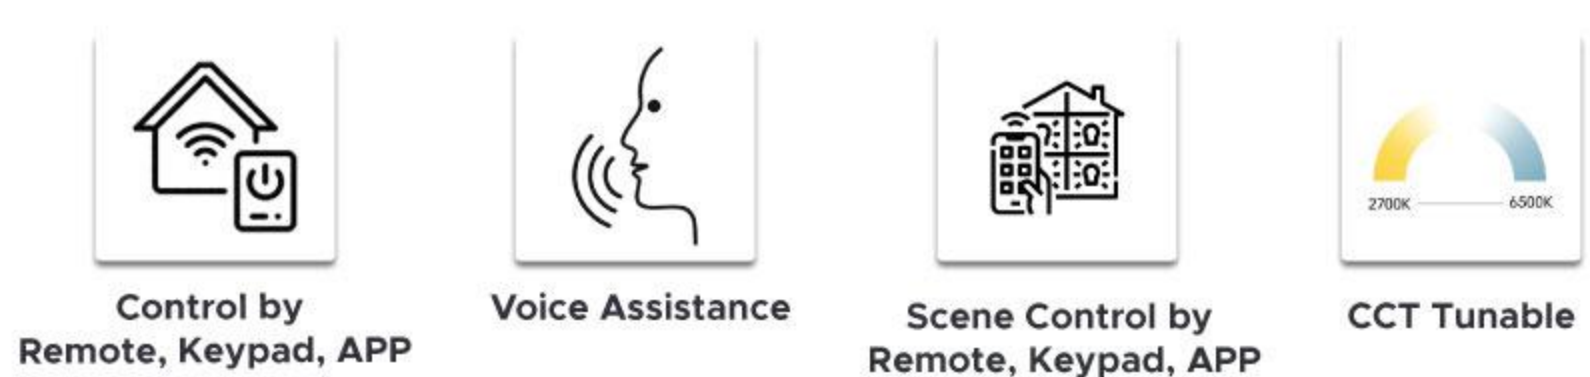 2700K
6500K
Control by
Remote, Keypad, APP
Voice Assistance
Scene Control by
Remote, Keypad, APP
CCT Tunable